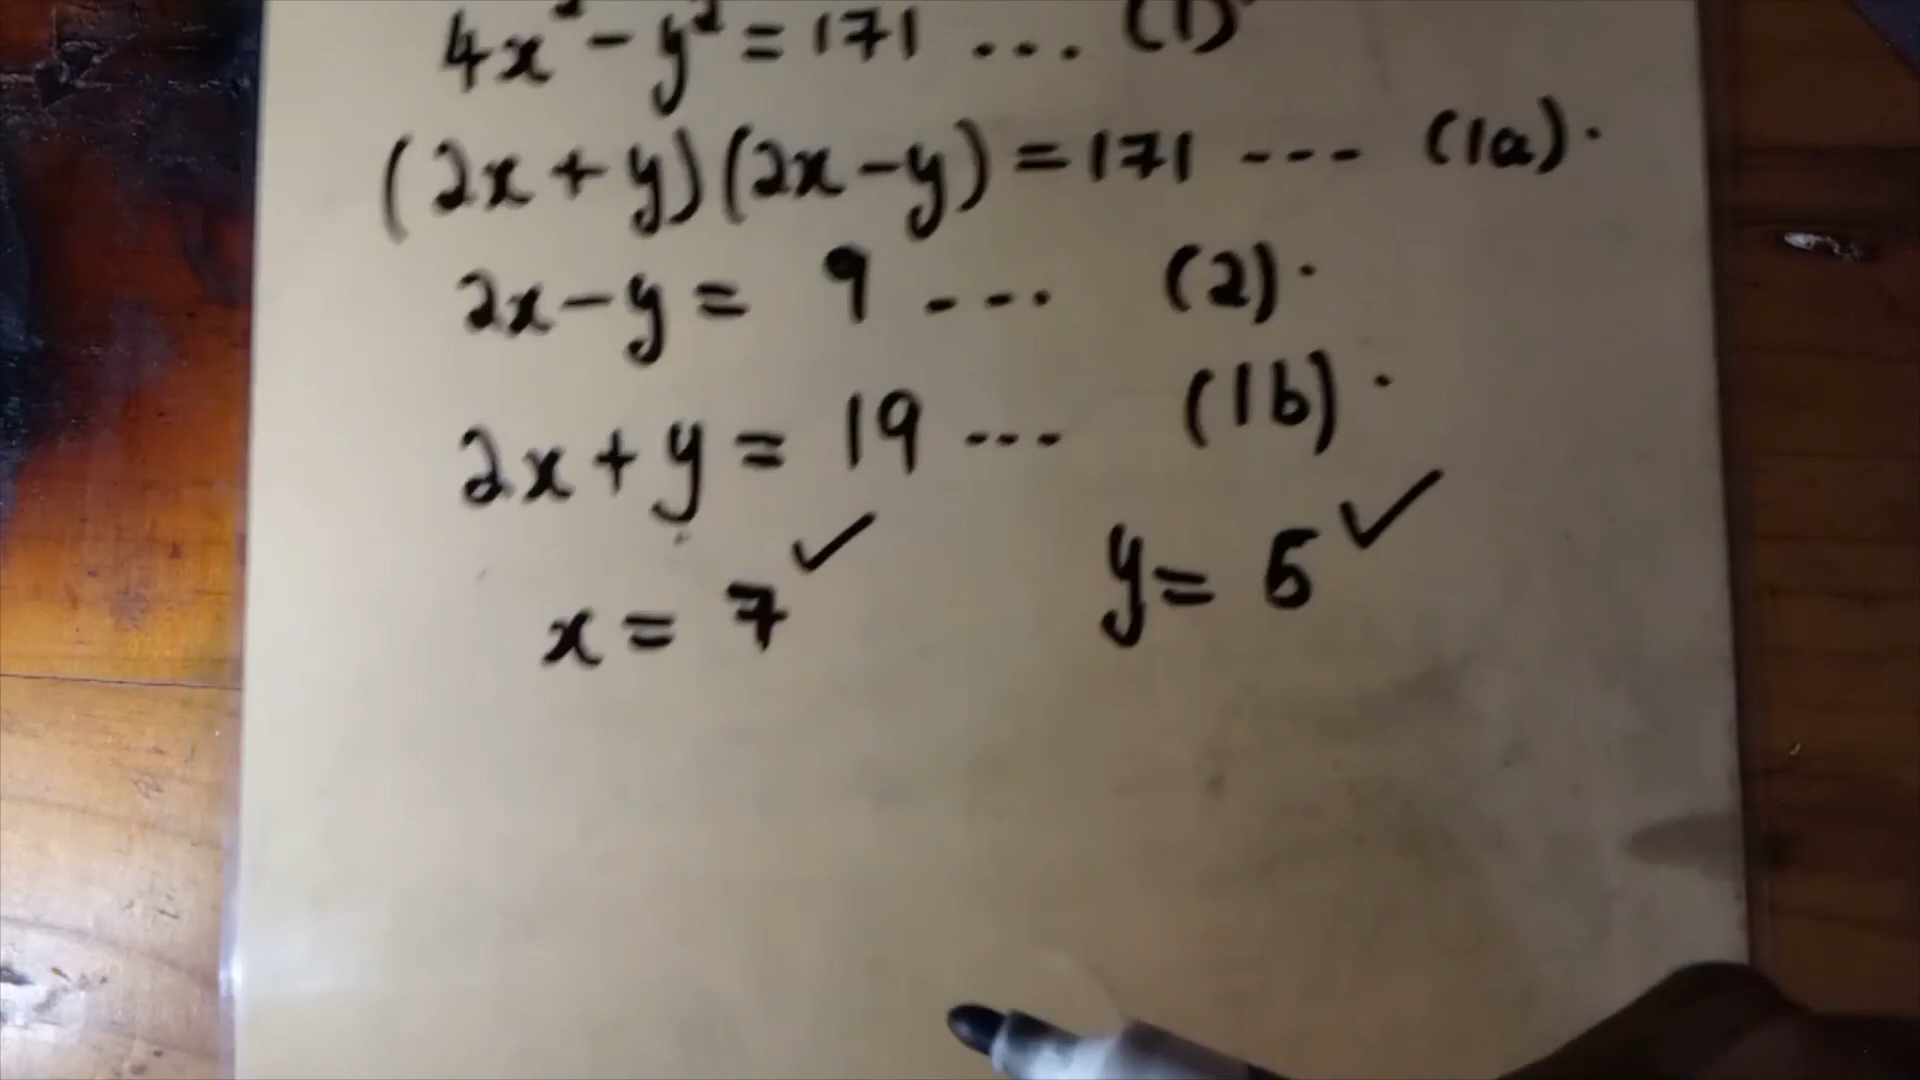 4x² - y² = 171 ... (1).
(2x + y)(2x - y) = 171 --- (1a).
2x - y = 9 --- (2).
2x + y = 19 --- (1b).
x = 7 ✓ y = 5 ✓